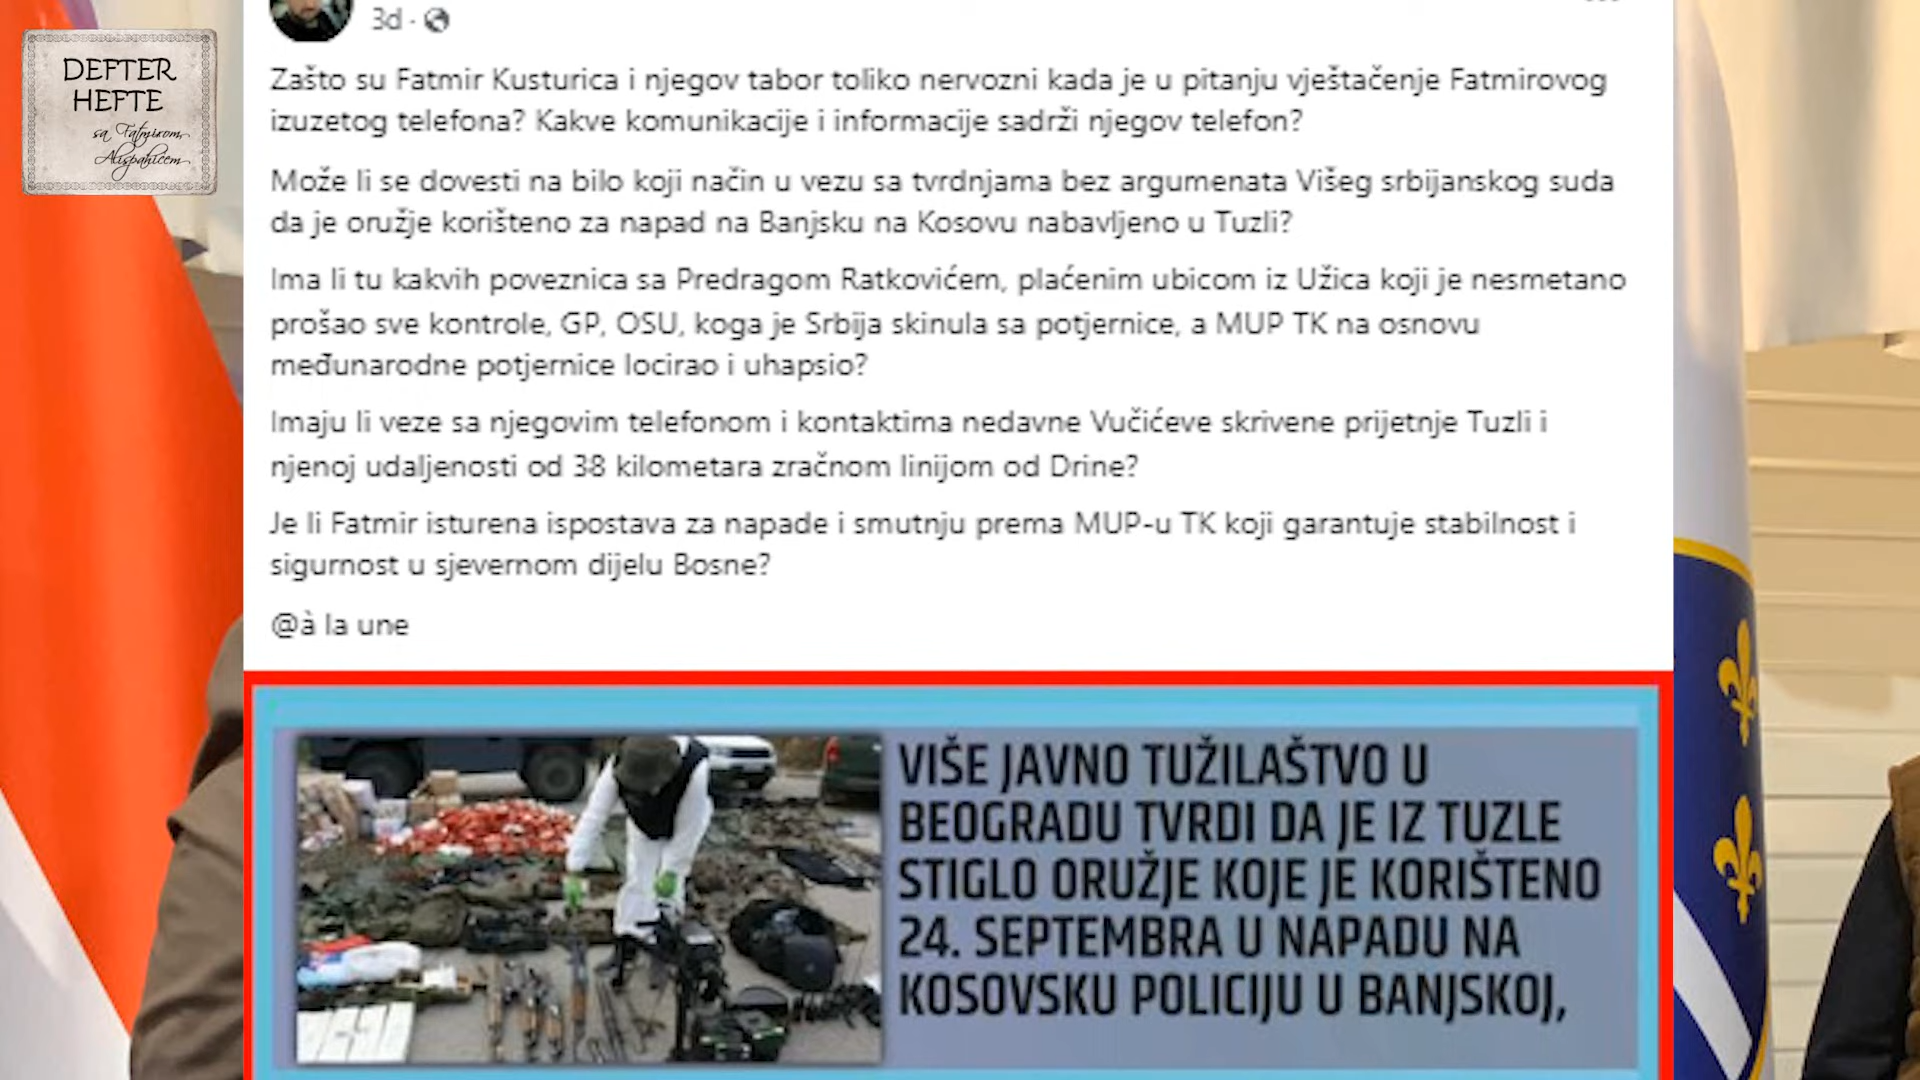 DEFTER
HEFTE
sa Fatmirom
Alispahićem
3d ·
Zašto su Fatmir Kusturica i njegov tabor toliko nervozni kada je u pitanju vještačenje Fatmirovog
izuzetog telefona? Kakve komunikacije i informacije sadrži njegov telefon?
Može li se dovesti na bilo koji način u vezu sa tvrdnjama bez argumenata Višeg srbijanskog suda
da je oružje korišteno za napad na Banjsku na Kosovu nabavljeno u Tuzli?
Ima li tu kakvih poveznica sa Predragom Ratkovićem, plaćenim ubicom iz Užica koji je nesmetano
prošao sve kontrole, GP, OSU, koga je Srbija skinula sa potjernice, a MUP TK na osnovu
međunarodne potjernice locirao i uhapsio?
Imaju li veze sa njegovim telefonom i kontaktima nedavne Vučićeve skrivene prijetnje Tuzli i
njenoj udaljenosti od 38 kilometara zračnom linijom od Drine?
Je li Fatmir isturena ispostava za napade i smutnju prema MUP-u TK koji garantuje stabilnost i
sigurnost u sjevernom dijelu Bosne?
@à la une
VIŠE JAVNO TUŽILAŠTVO U
BEOGRADU TVRDI DA JE IZ TUZLE
STIGLO ORUŽJE KOJE JE KORIŠTENO
24. SEPTEMBRA U NAPADU NA
KOSOVSKU POLICIJU U BANJSKOJ,